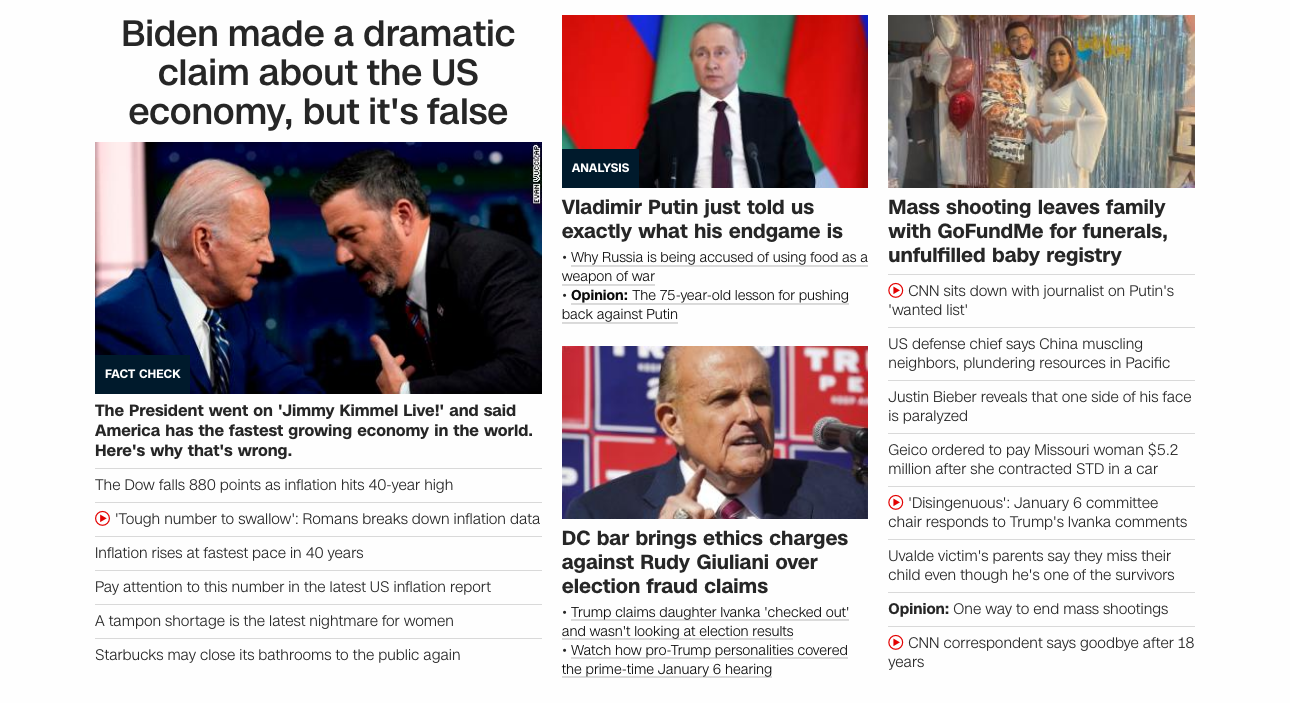 Biden made a dramatic
claim about the US
economy, but it's false
EVAN VUCCI/AP
FACT CHECK
The President went on 'Jimmy Kimmel Live!' and said
America has the fastest growing economy in the world.
Here's why that's wrong.
The Dow falls 880 points as inflation hits 40-year high
'Tough number to swallow': Romans breaks down inflation data
Inflation rises at fastest pace in 40 years
Pay attention to this number in the latest US inflation report
A tampon shortage is the latest nightmare for women
Starbucks may close its bathrooms to the public again
ANALYSIS
Vladimir Putin just told us
exactly what his endgame is
• Why Russia is being accused of using food as a
weapon of war
• Opinion: The 75-year-old lesson for pushing
back against Putin
DC bar brings ethics charges
against Rudy Giuliani over
election fraud claims
• Trump claims daughter Ivanka 'checked out'
and wasn't looking at election results
• Watch how pro-Trump personalities covered
the prime-time January 6 hearing
Mass shooting leaves family
with GoFundMe for funerals,
unfulfilled baby registry
CNN sits down with journalist on Putin's
'wanted list'
US defense chief says China muscling
neighbors, plundering resources in Pacific
Justin Bieber reveals that one side of his face
is paralyzed
Geico ordered to pay Missouri woman $5.2
million after she contracted STD in a car
'Disingenuous': January 6 committee
chair responds to Trump's Ivanka comments
Uvalde victim's parents say they miss their
child even though he's one of the survivors
Opinion: One way to end mass shootings
CNN correspondent says goodbye after 18
years